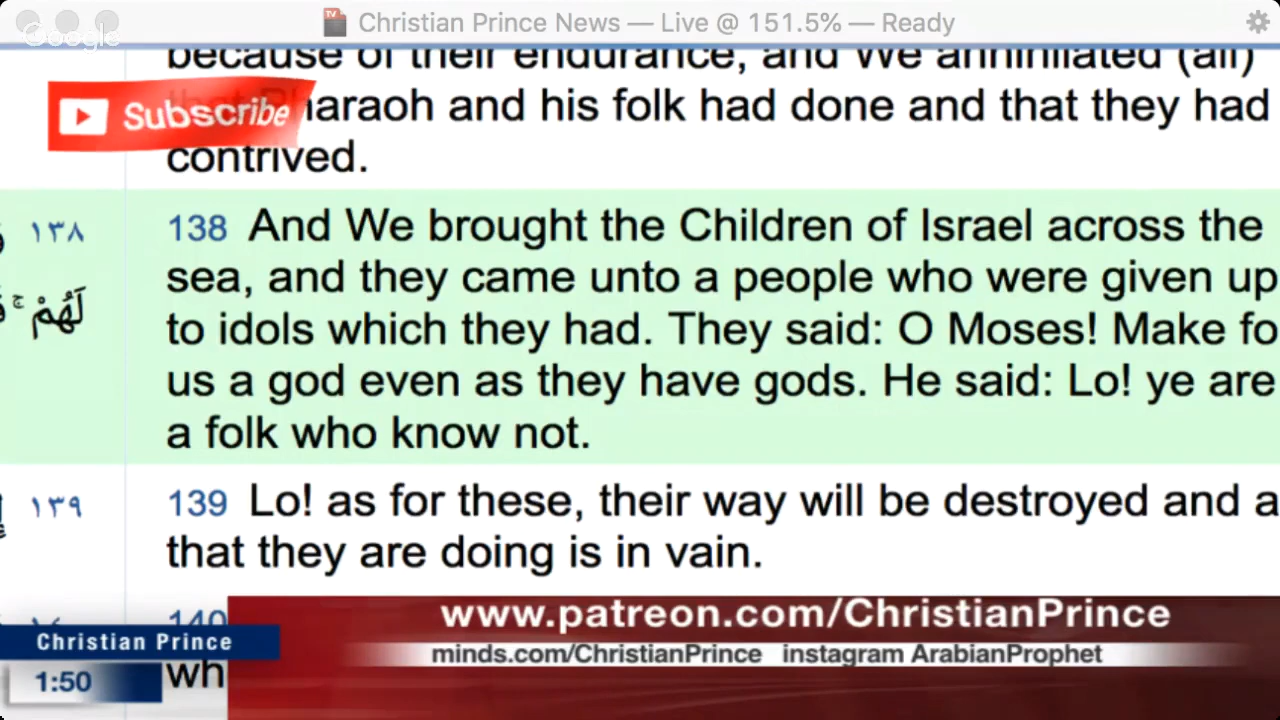 Christian Prince News — Live @ 151.5% — Ready
Google
because of their endurance, and We annihilated (all)
Subscribe
that Pharaoh and his folk had done and that they had
contrived.
١٣٨ 138 And We brought the Children of Israel across the
sea, and they came unto a people who were given up
لَهُمْ ۚ
to idols which they had. They said: O Moses! Make fo
us a god even as they have gods. He said: Lo! ye are
a folk who know not.
١٣٩ 139 Lo! as for these, their way will be destroyed and a
that they are doing is in vain.
140
www.patreon.com/ChristianPrince
Christian Prince
minds.com/ChristianPrince instagram ArabianProphet
1:50
wh